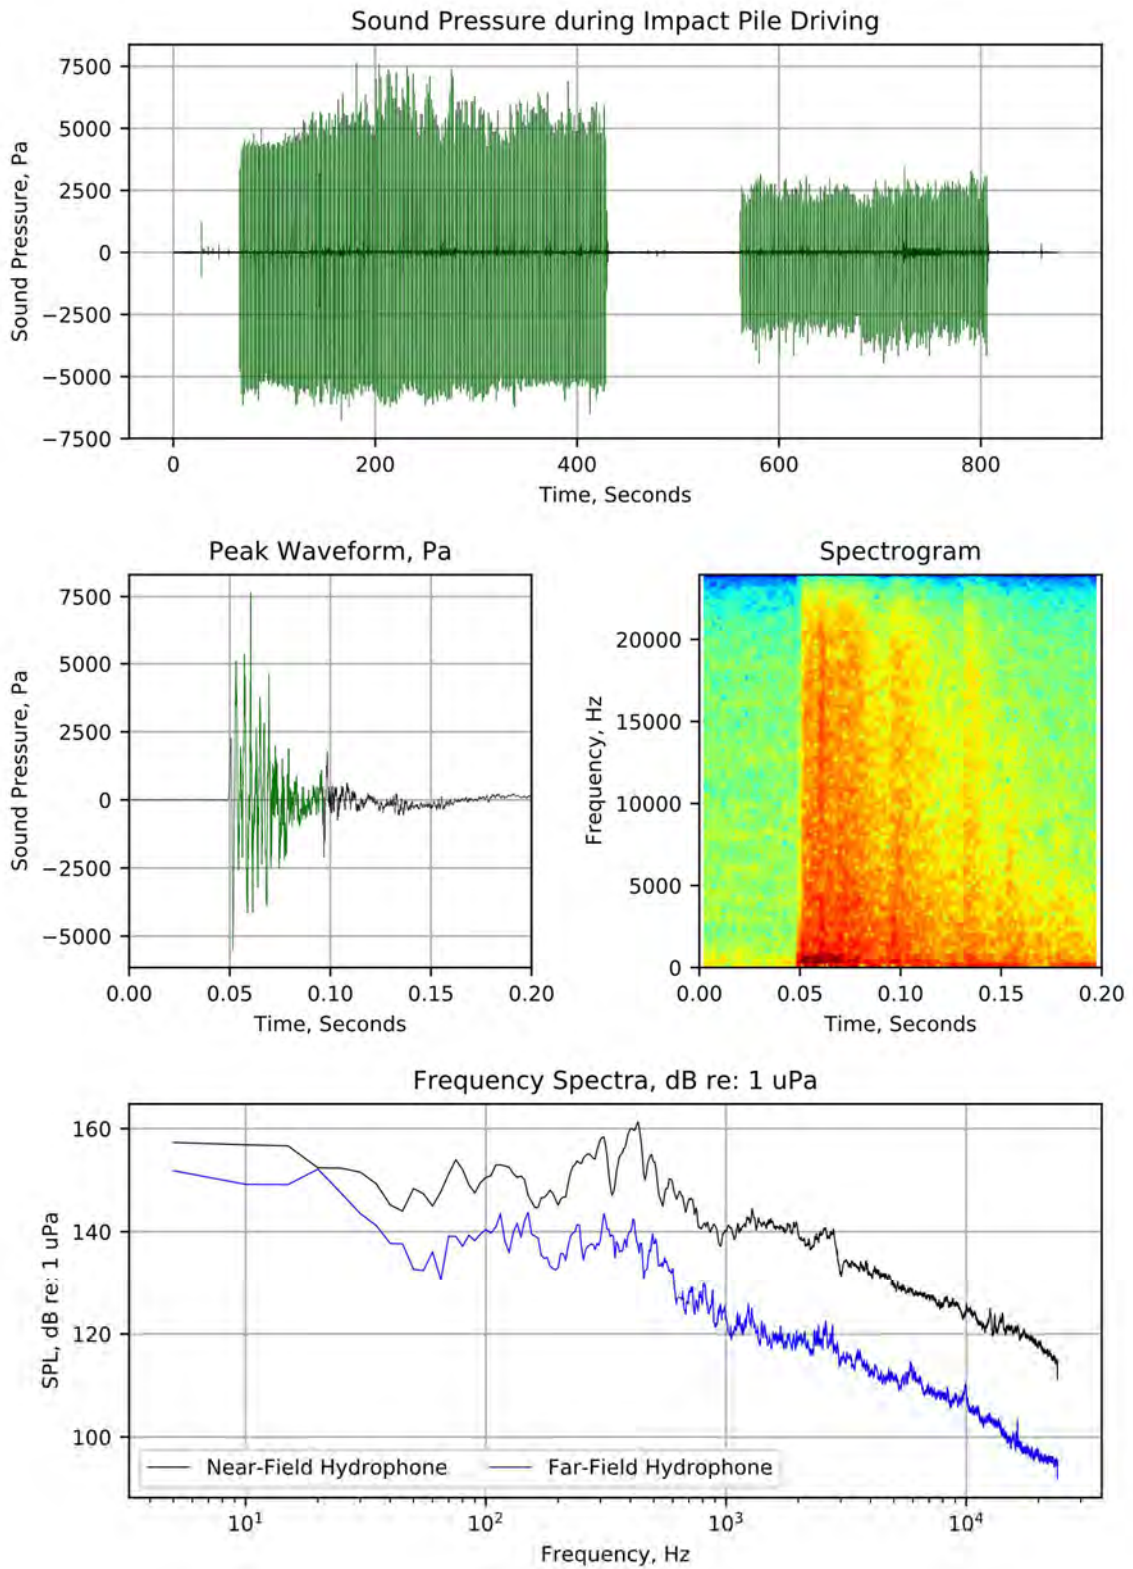 Sound Pressure during Impact Pile Driving
7500
5000
2500
0
−2500
−5000
−7500
Sound Pressure, Pa
0 200 400 600 800
Time, Seconds
Peak Waveform, Pa
7500
5000
2500
0
−2500
−5000
Sound Pressure, Pa
0.00 0.05 0.10 0.15 0.20
Time, Seconds
Spectrogram
20000
15000
10000
5000
0
Frequency, Hz
0.00 0.05 0.10 0.15 0.20
Time, Seconds
Frequency Spectra, dB re: 1 uPa
160
140
120
100
SPL, dB re: 1 uPa
Near-Field Hydrophone Far-Field Hydrophone
10¹ 10² 10³ 10⁴
Frequency, Hz